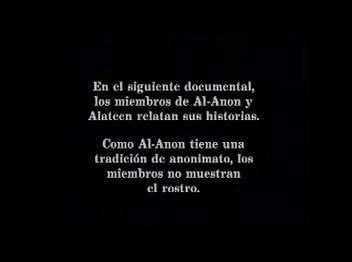 En el siguiente documental,
los miembros de Al-Anon y
Alateen relatan sus historias.
Como Al-Anon tiene una
tradición de anonimato, los
miembros no muestran
el rostro.